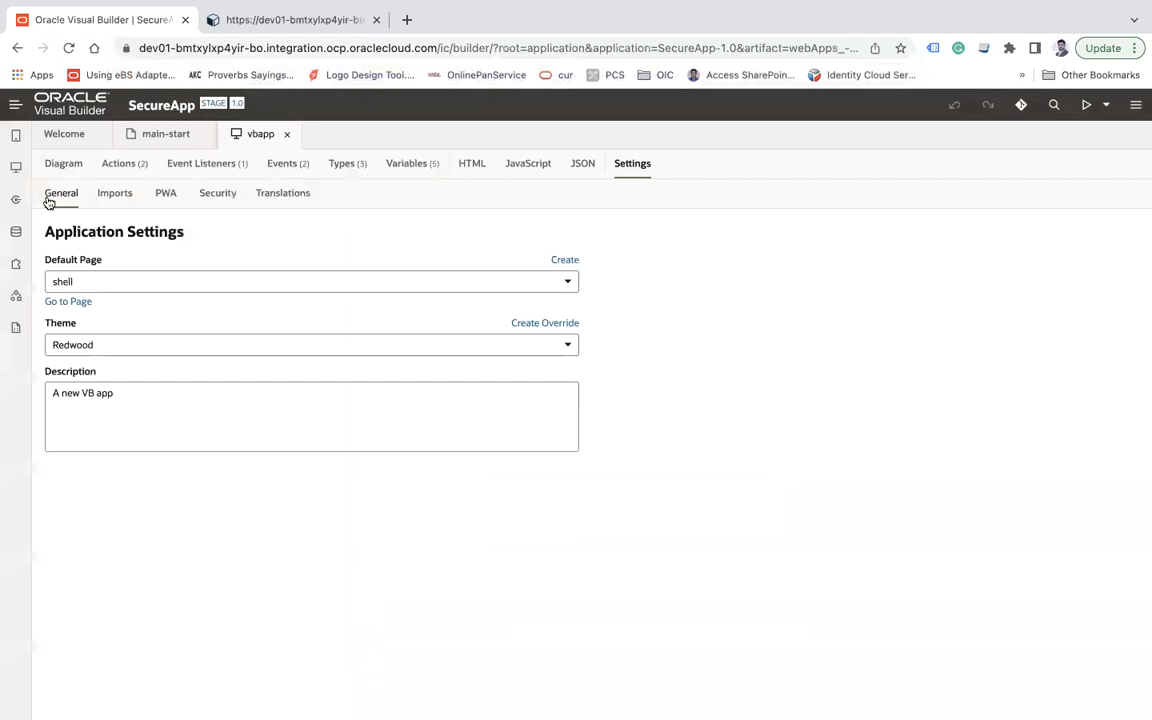 Oracle Visual Builder | SecureA
https://dev01-bmtxylxp4yir-bo
dev01-bmtxylxp4yir-bo.integration.ocp.oraclecloud.com/ic/builder/?root=application&application=SecureApp-1.0&artifact=webApps_-...
Update
Apps
Using eBS Adapte...
AKC Proverbs Sayings...
Logo Design Tool....
OnlinePanService
cur
PCS
OIC
Access SharePoin...
Identity Cloud Ser...
»
Other Bookmarks
ORACLE
Visual Builder
SecureApp
STAGE 1.0
Welcome
main-start
vbapp
Diagram
Actions (2)
Event Listeners (1)
Events (2)
Types (3)
Variables (5)
HTML
JavaScript
JSON
Settings
General
Imports
PWA
Security
Translations
Application Settings
Default Page
Create
shell
Go to Page
Theme
Create Override
Redwood
Description
A new VB app